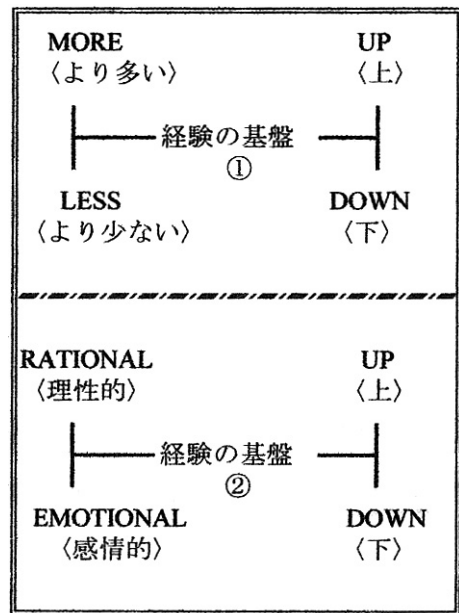 MORE UP
〈より多い〉 〈上〉
経験の基盤
①
LESS DOWN
〈より少ない〉 〈下〉
RATIONAL UP
〈理性的〉 〈上〉
経験の基盤
②
EMOTIONAL DOWN
〈感情的〉 〈下〉